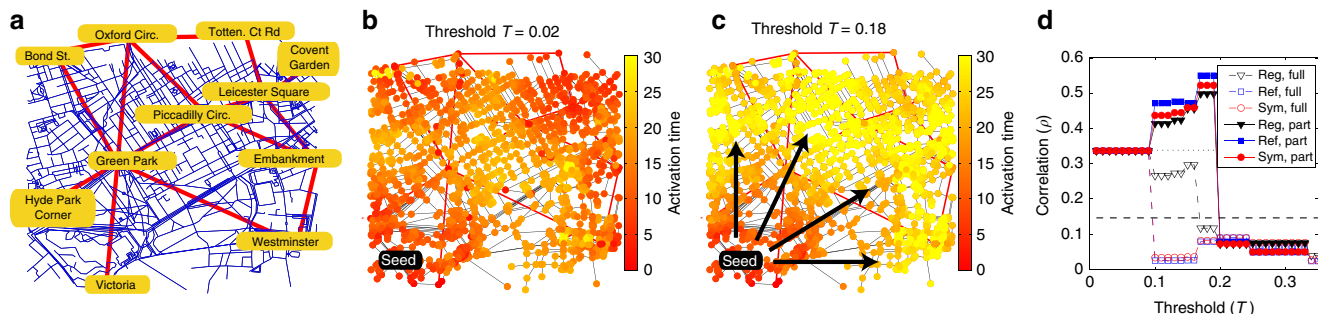 a
Oxford Circ.
Totten. Ct Rd
Bond St.
Covent
Garden
Leicester Square
Piccadilly Circ.
Green Park
Embankment
Hyde Park
Corner
Westminster
Victoria
b
Threshold T = 0.02
Seed
30
25
20
15
10
5
0
Activation time
c
Threshold T = 0.18
Seed
30
25
20
15
10
5
0
Activation time
d
0.6
0.5
0.4
0.3
0.2
0.1
0
Correlation (ρ)
0
0.1
0.2
0.3
Threshold (T)
Reg, full
Ref, full
Sym, full
Reg, part
Ref, part
Sym, part